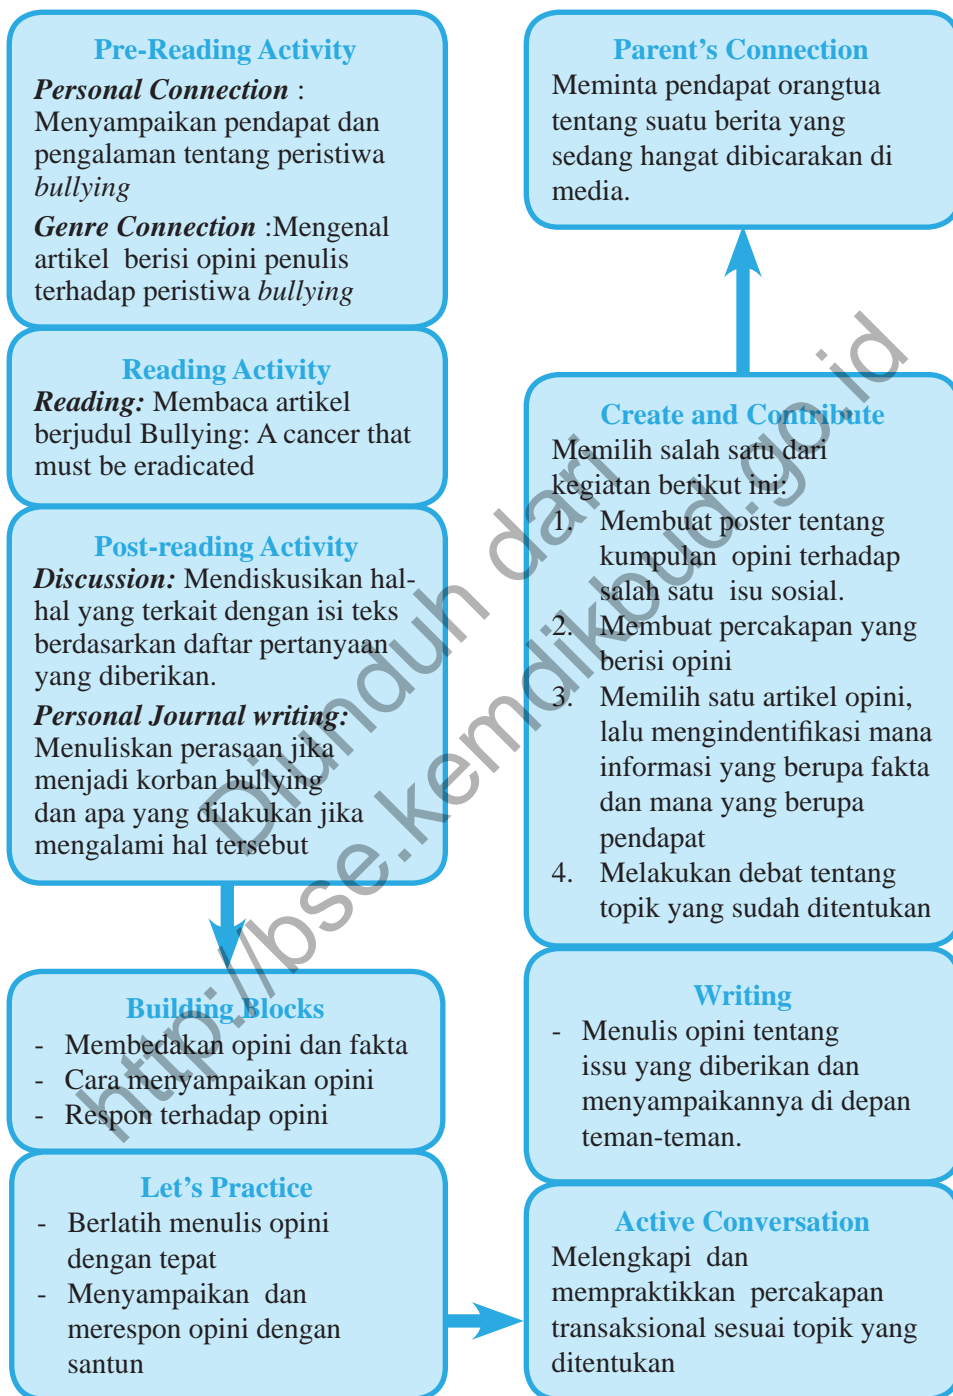 Pre-Reading Activity
Personal Connection :
Menyampaikan pendapat dan
pengalaman tentang peristiwa
bullying
Genre Connection :Mengenal
artikel berisi opini penulis
terhadap peristiwa bullying
Reading Activity
Reading: Membaca artikel
berjudul Bullying: A cancer that
must be eradicated
Post-reading Activity
Discussion: Mendiskusikan hal-
hal yang terkait dengan isi teks
berdasarkan daftar pertanyaan
yang diberikan.
Personal Journal writing:
Menuliskan perasaan jika
menjadi korban bullying
dan apa yang dilakukan jika
mengalami hal tersebut
Building Blocks
- Membedakan opini dan fakta
- Cara menyampaikan opini
- Respon terhadap opini
Let's Practice
- Berlatih menulis opini
dengan tepat
- Menyampaikan dan
merespon opini dengan
santun
Active Conversation
Melengkapi dan
mempraktikkan percakapan
transaksional sesuai topik yang
ditentukan
Writing
- Menulis opini tentang
issu yang diberikan dan
menyampaikannya di depan
teman-teman.
Create and Contribute
Memilih salah satu dari
kegiatan berikut ini:
1. Membuat poster tentang
kumpulan opini terhadap
salah satu isu sosial.
2. Membuat percakapan yang
berisi opini
3. Memilih satu artikel opini,
lalu mengindentifikasi mana
informasi yang berupa fakta
dan mana yang berupa
pendapat
4. Melakukan debat tentang
topik yang sudah ditentukan
Parent's Connection
Meminta pendapat orangtua
tentang suatu berita yang
sedang hangat dibicarakan di
media.
Diunduh dari
http://bse.kemdikbud.go.id